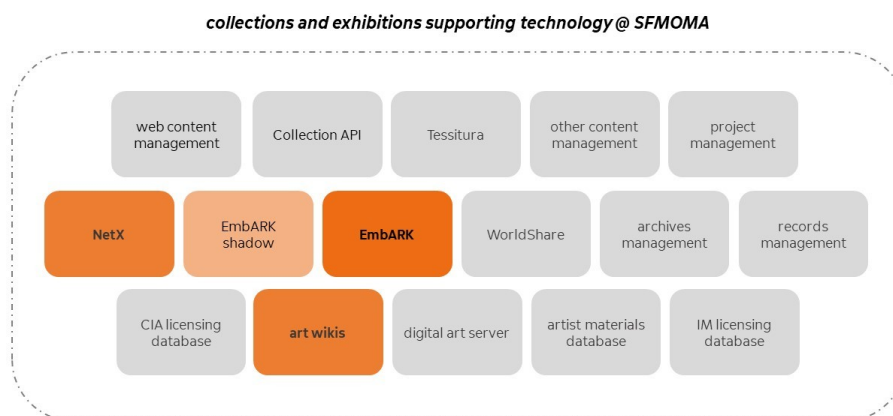 collections and exhibitions supporting technology @ SFMOMA
web content
management
Collection API
Tessitura
other content
management
project
management
NetX
EmbARK
shadow
EmbARK
WorldShare
archives
management
records
management
CIA licensing
database
art wikis
digital art server
artist materials
database
IM licensing
database